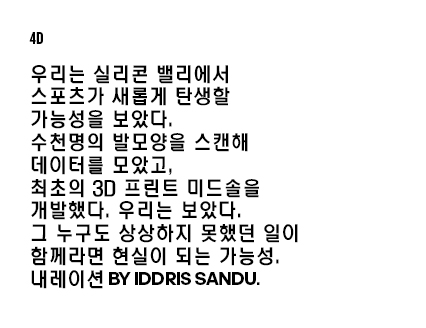 4D
우리는 실리콘 밸리에서
스포츠가 새롭게 탄생할
가능성을 보았다.
수천명의 발모양을 스캔해
데이터를 모았고,
최초의 3D 프린트 미드솔을
개발했다. 우리는 보았다.
그 누구도 상상하지 못했던 일이
함께라면 현실이 되는 가능성.
내레이션 BY IDDRIS SANDU.